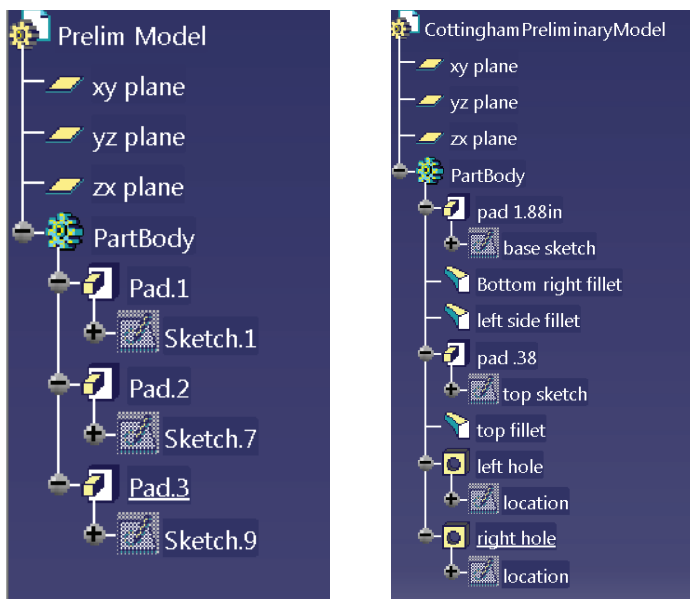 Prelim Model
xy plane
yz plane
zx plane
PartBody
Pad.1
Sketch.1
Pad.2
Sketch.7
Pad.3
Sketch.9
CottinghamPreliminaryModel
xy plane
yz plane
zx plane
PartBody
pad 1.88in
base sketch
Bottom right fillet
left side fillet
pad .38
top sketch
top fillet
left hole
location
right hole
location